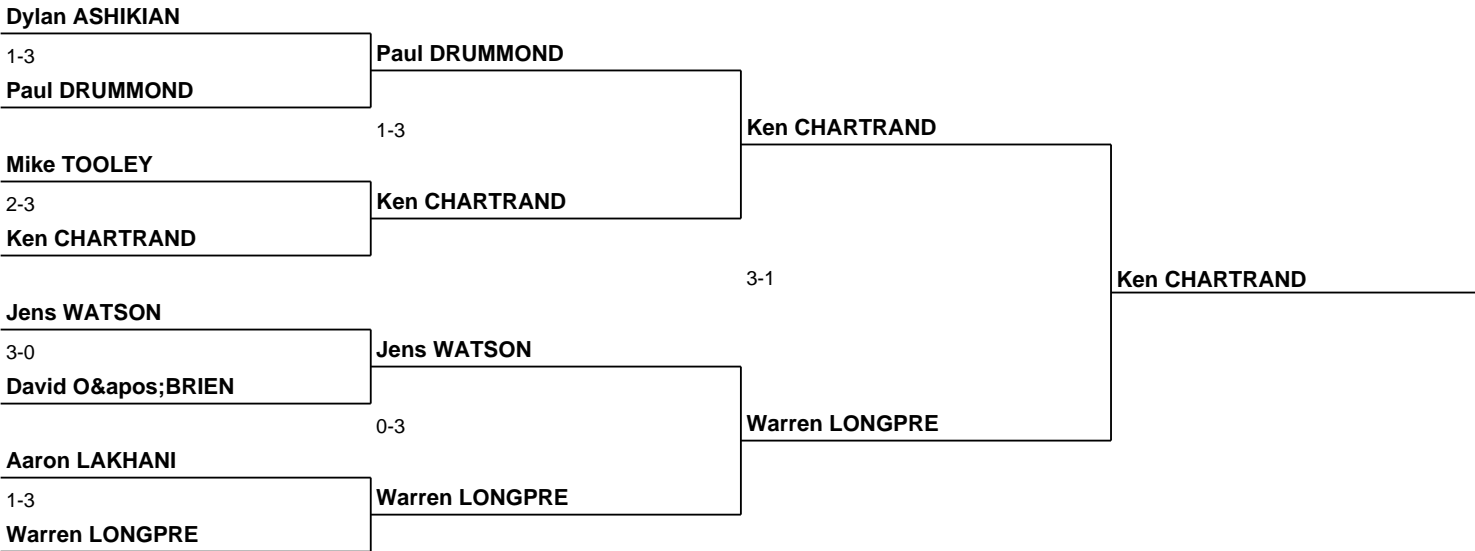 Dylan ASHIKIAN
1-3
Paul DRUMMOND
Paul DRUMMOND
1-3
Ken CHARTRAND
Mike TOOLEY
2-3
Ken CHARTRAND
Ken CHARTRAND
3-1
Ken CHARTRAND
Jens WATSON
3-0
Jens WATSON
David O&apos;BRIEN
0-3
Warren LONGPRE
Aaron LAKHANI
1-3
Warren LONGPRE
Warren LONGPRE